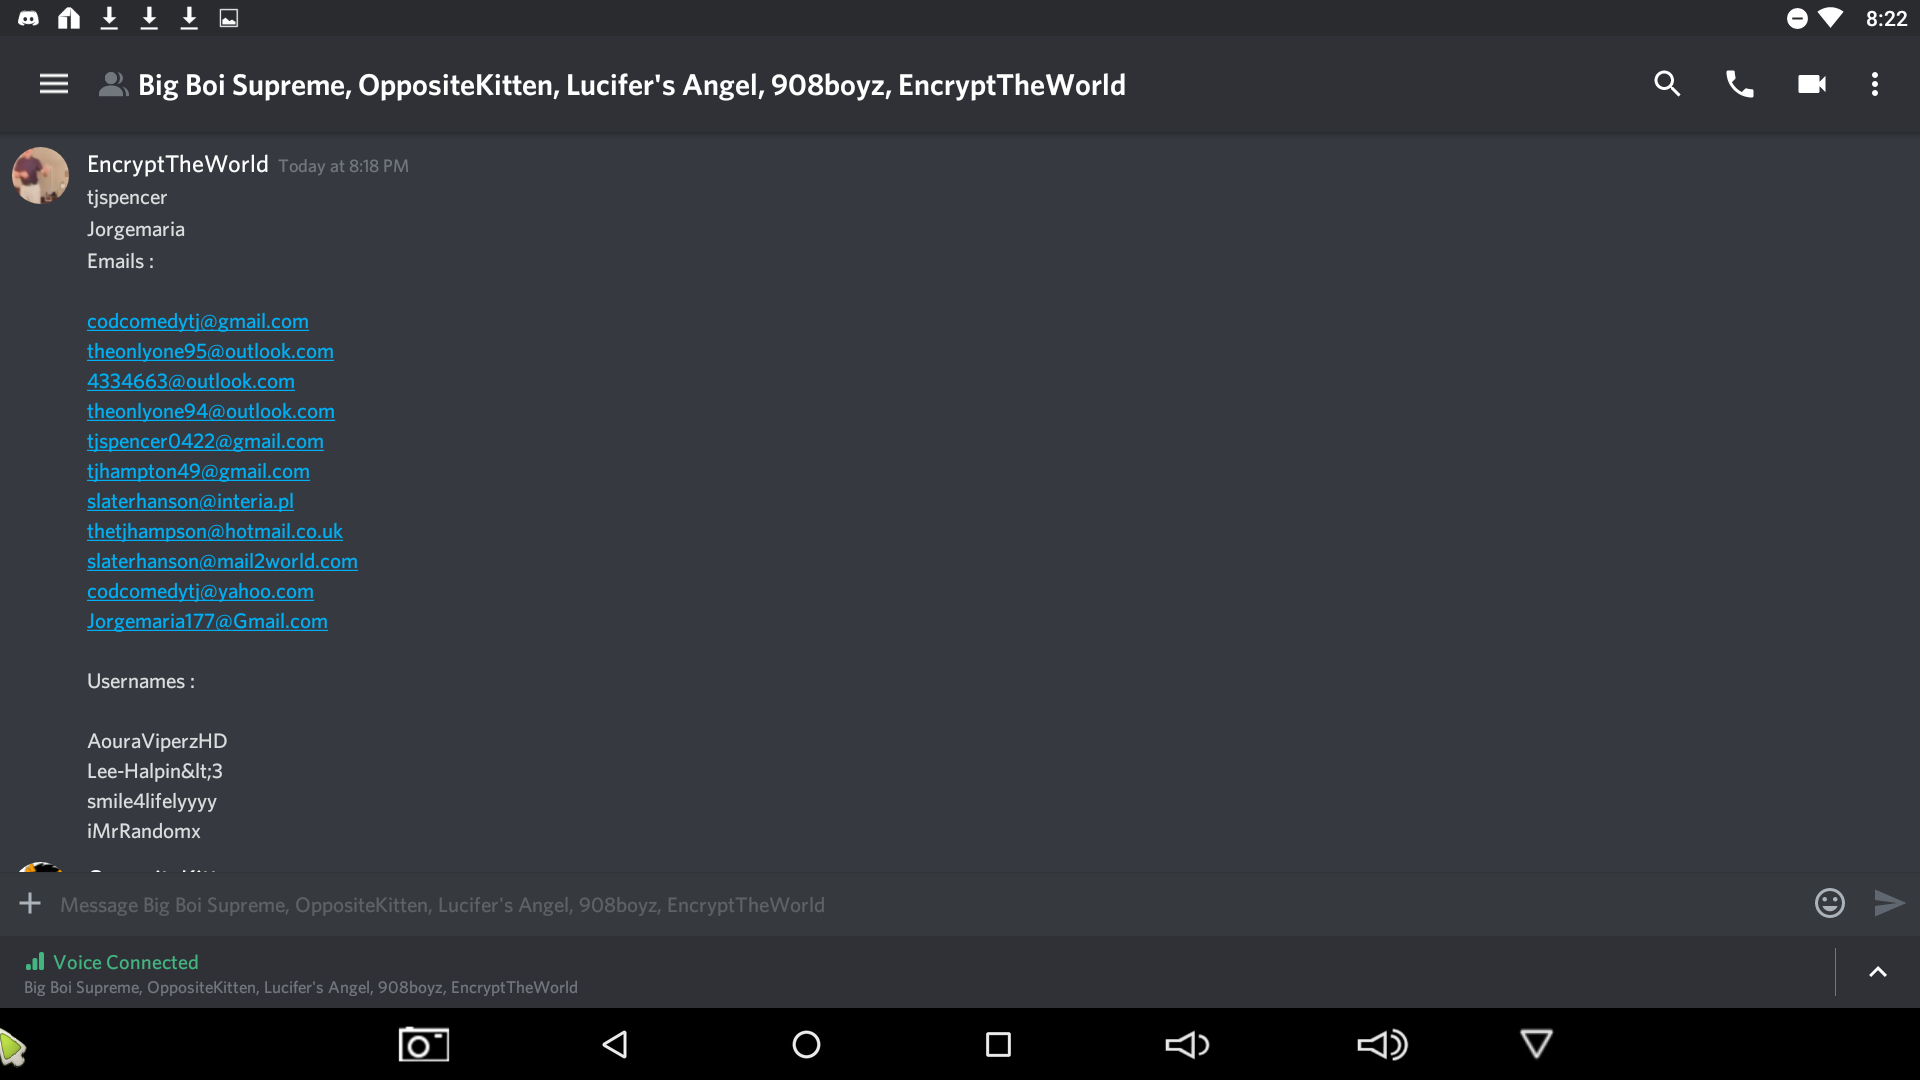 8:22
Big Boi Supreme, OppositeKitten, Lucifer's Angel, 908boyz, EncryptTheWorld
EncryptTheWorld Today at 8:18 PM
tjspencer
Jorgemaria
Emails :
codcomedytj@gmail.com
theonlyone95@outlook.com
4334663@outlook.com
theonlyone94@outlook.com
tjspencer0422@gmail.com
tjhampton49@gmail.com
slaterhanson@interia.pl
thetjhampson@hotmail.co.uk
slaterhanson@mail2world.com
codcomedytj@yahoo.com
Jorgemaria177@Gmail.com
Usernames :
AouraViperzHD
Lee-Halpin&lt;3
smile4lifelyyyy
iMrRandomx
Message Big Boi Supreme, OppositeKitten, Lucifer's Angel, 908boyz, EncryptTheWorld
Voice Connected
Big Boi Supreme, OppositeKitten, Lucifer's Angel, 908boyz, EncryptTheWorld